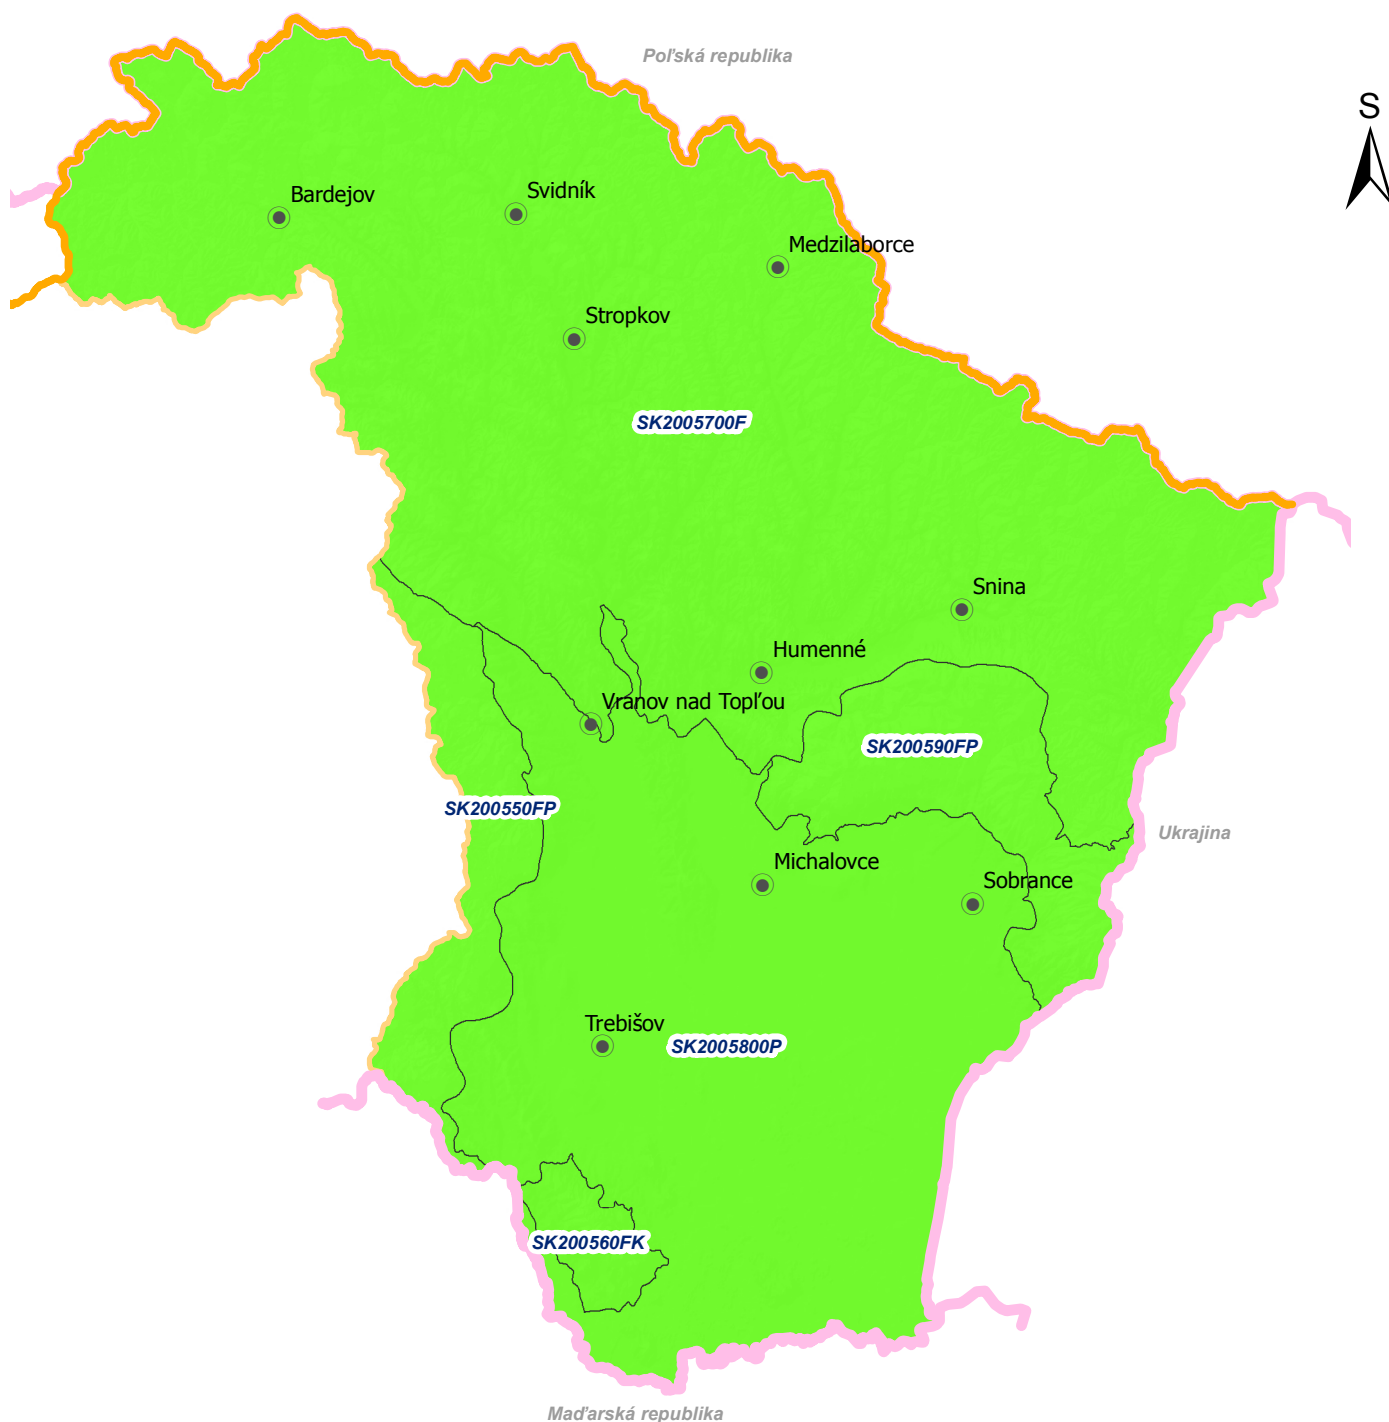 Poľská republika
S
Bardejov
Svidník
Medzilaborce
Stropkov
SK2005700F
Snina
Humenné
Vranov nad Topľou
SK200590FP
SK200550FP
Ukrajina
Michalovce
Sobrance
Trebišov
SK2005800P
SK200560FK
Maďarská republika